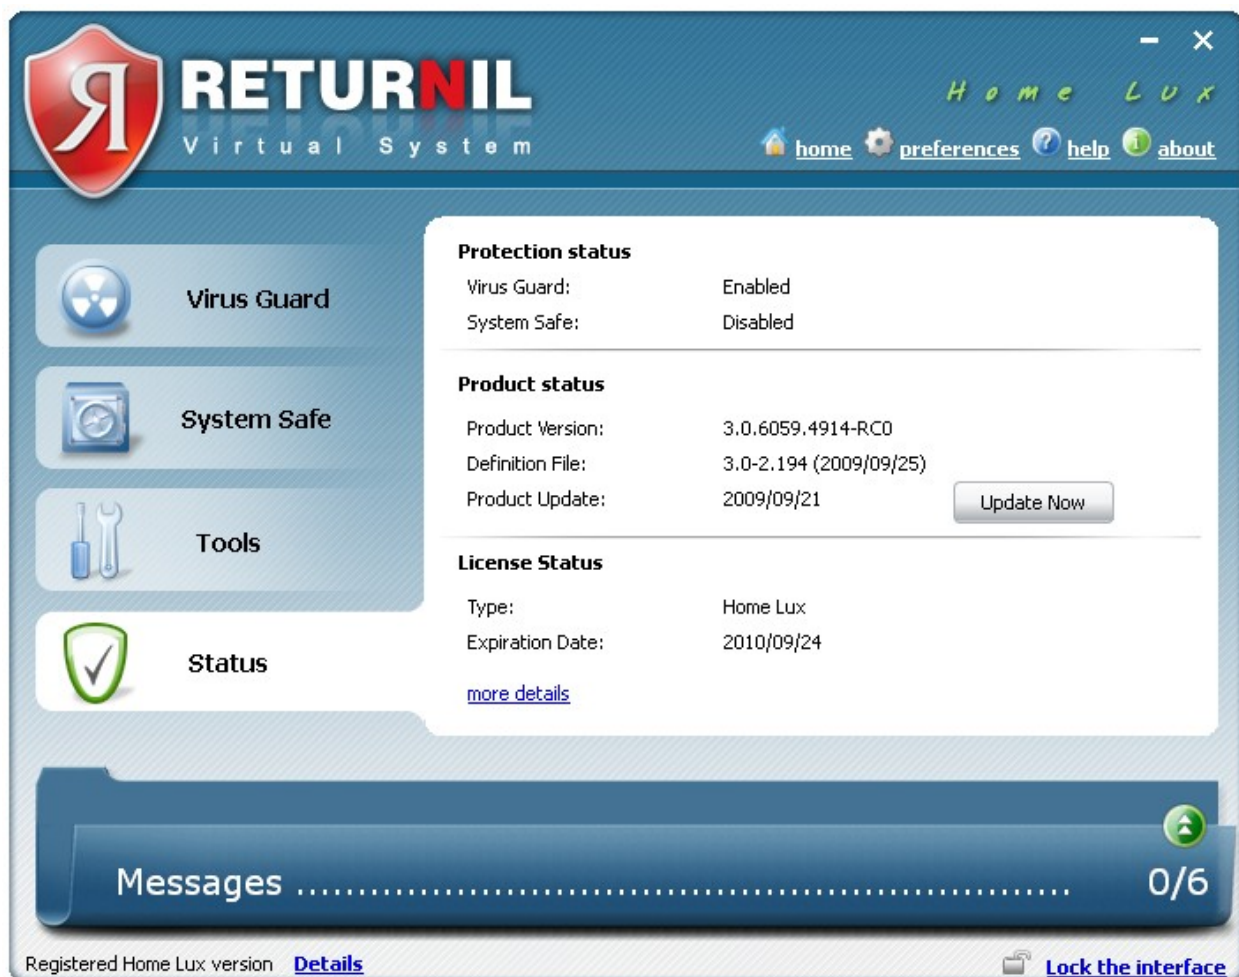 Я RETURNIL
Virtual System
Home Lux
home preferences help about
Virus Guard
System Safe
Tools
Status
Protection status
Virus Guard: Enabled
System Safe: Disabled
Product status
Product Version: 3.0.6059.4914-RC0
Definition File: 3.0-2.194 (2009/09/25)
Product Update: 2009/09/21 Update Now
License Status
Type: Home Lux
Expiration Date: 2010/09/24
more details
Messages .............................................................. 0/6
Registered Home Lux version Details Lock the interface